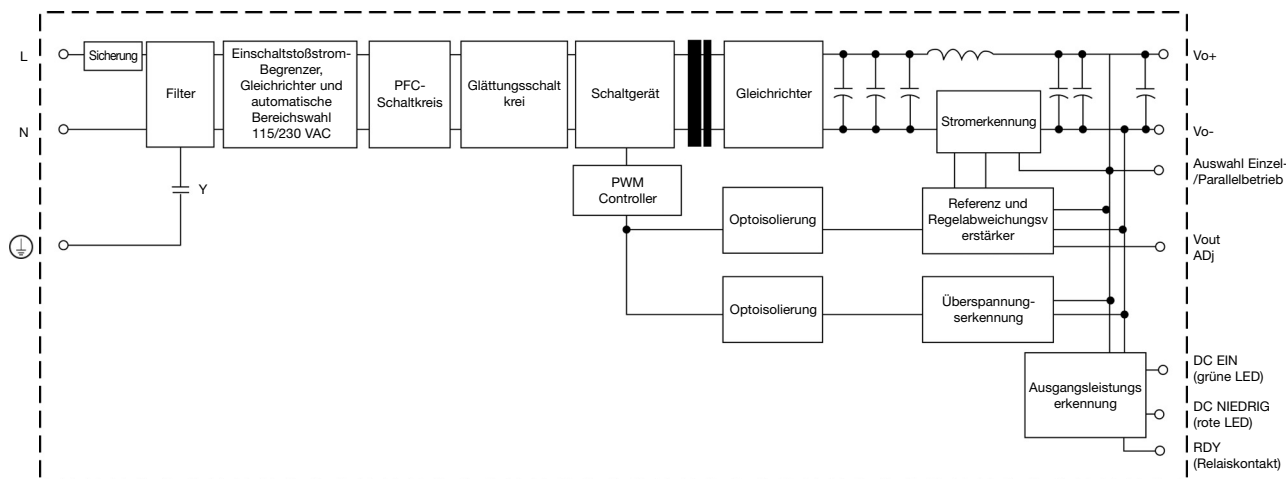 L
N
Sicherung
Filter
Y
Einschaltstoßstrom-
Begrenzer,
Gleichrichter und
automatische
Bereichswahl
115/230 VAC
PFC-
Schaltkreis
Glättungsschalt
krei
Schaltgerät
PWM
Controller
Gleichrichter
Stromerkennung
Optoisolierung
Referenz und
Regelabweichungsv
erstärker
Optoisolierung
Überspannung-
serkennung
Ausgangsleistungs
erkennung
Vo+
Vo-
Auswahl Einzel-
/Parallelbetrieb
Vout
ADj
DC EIN
(grüne LED)
DC NIEDRIG
(rote LED)
RDY
(Relaiskontakt)